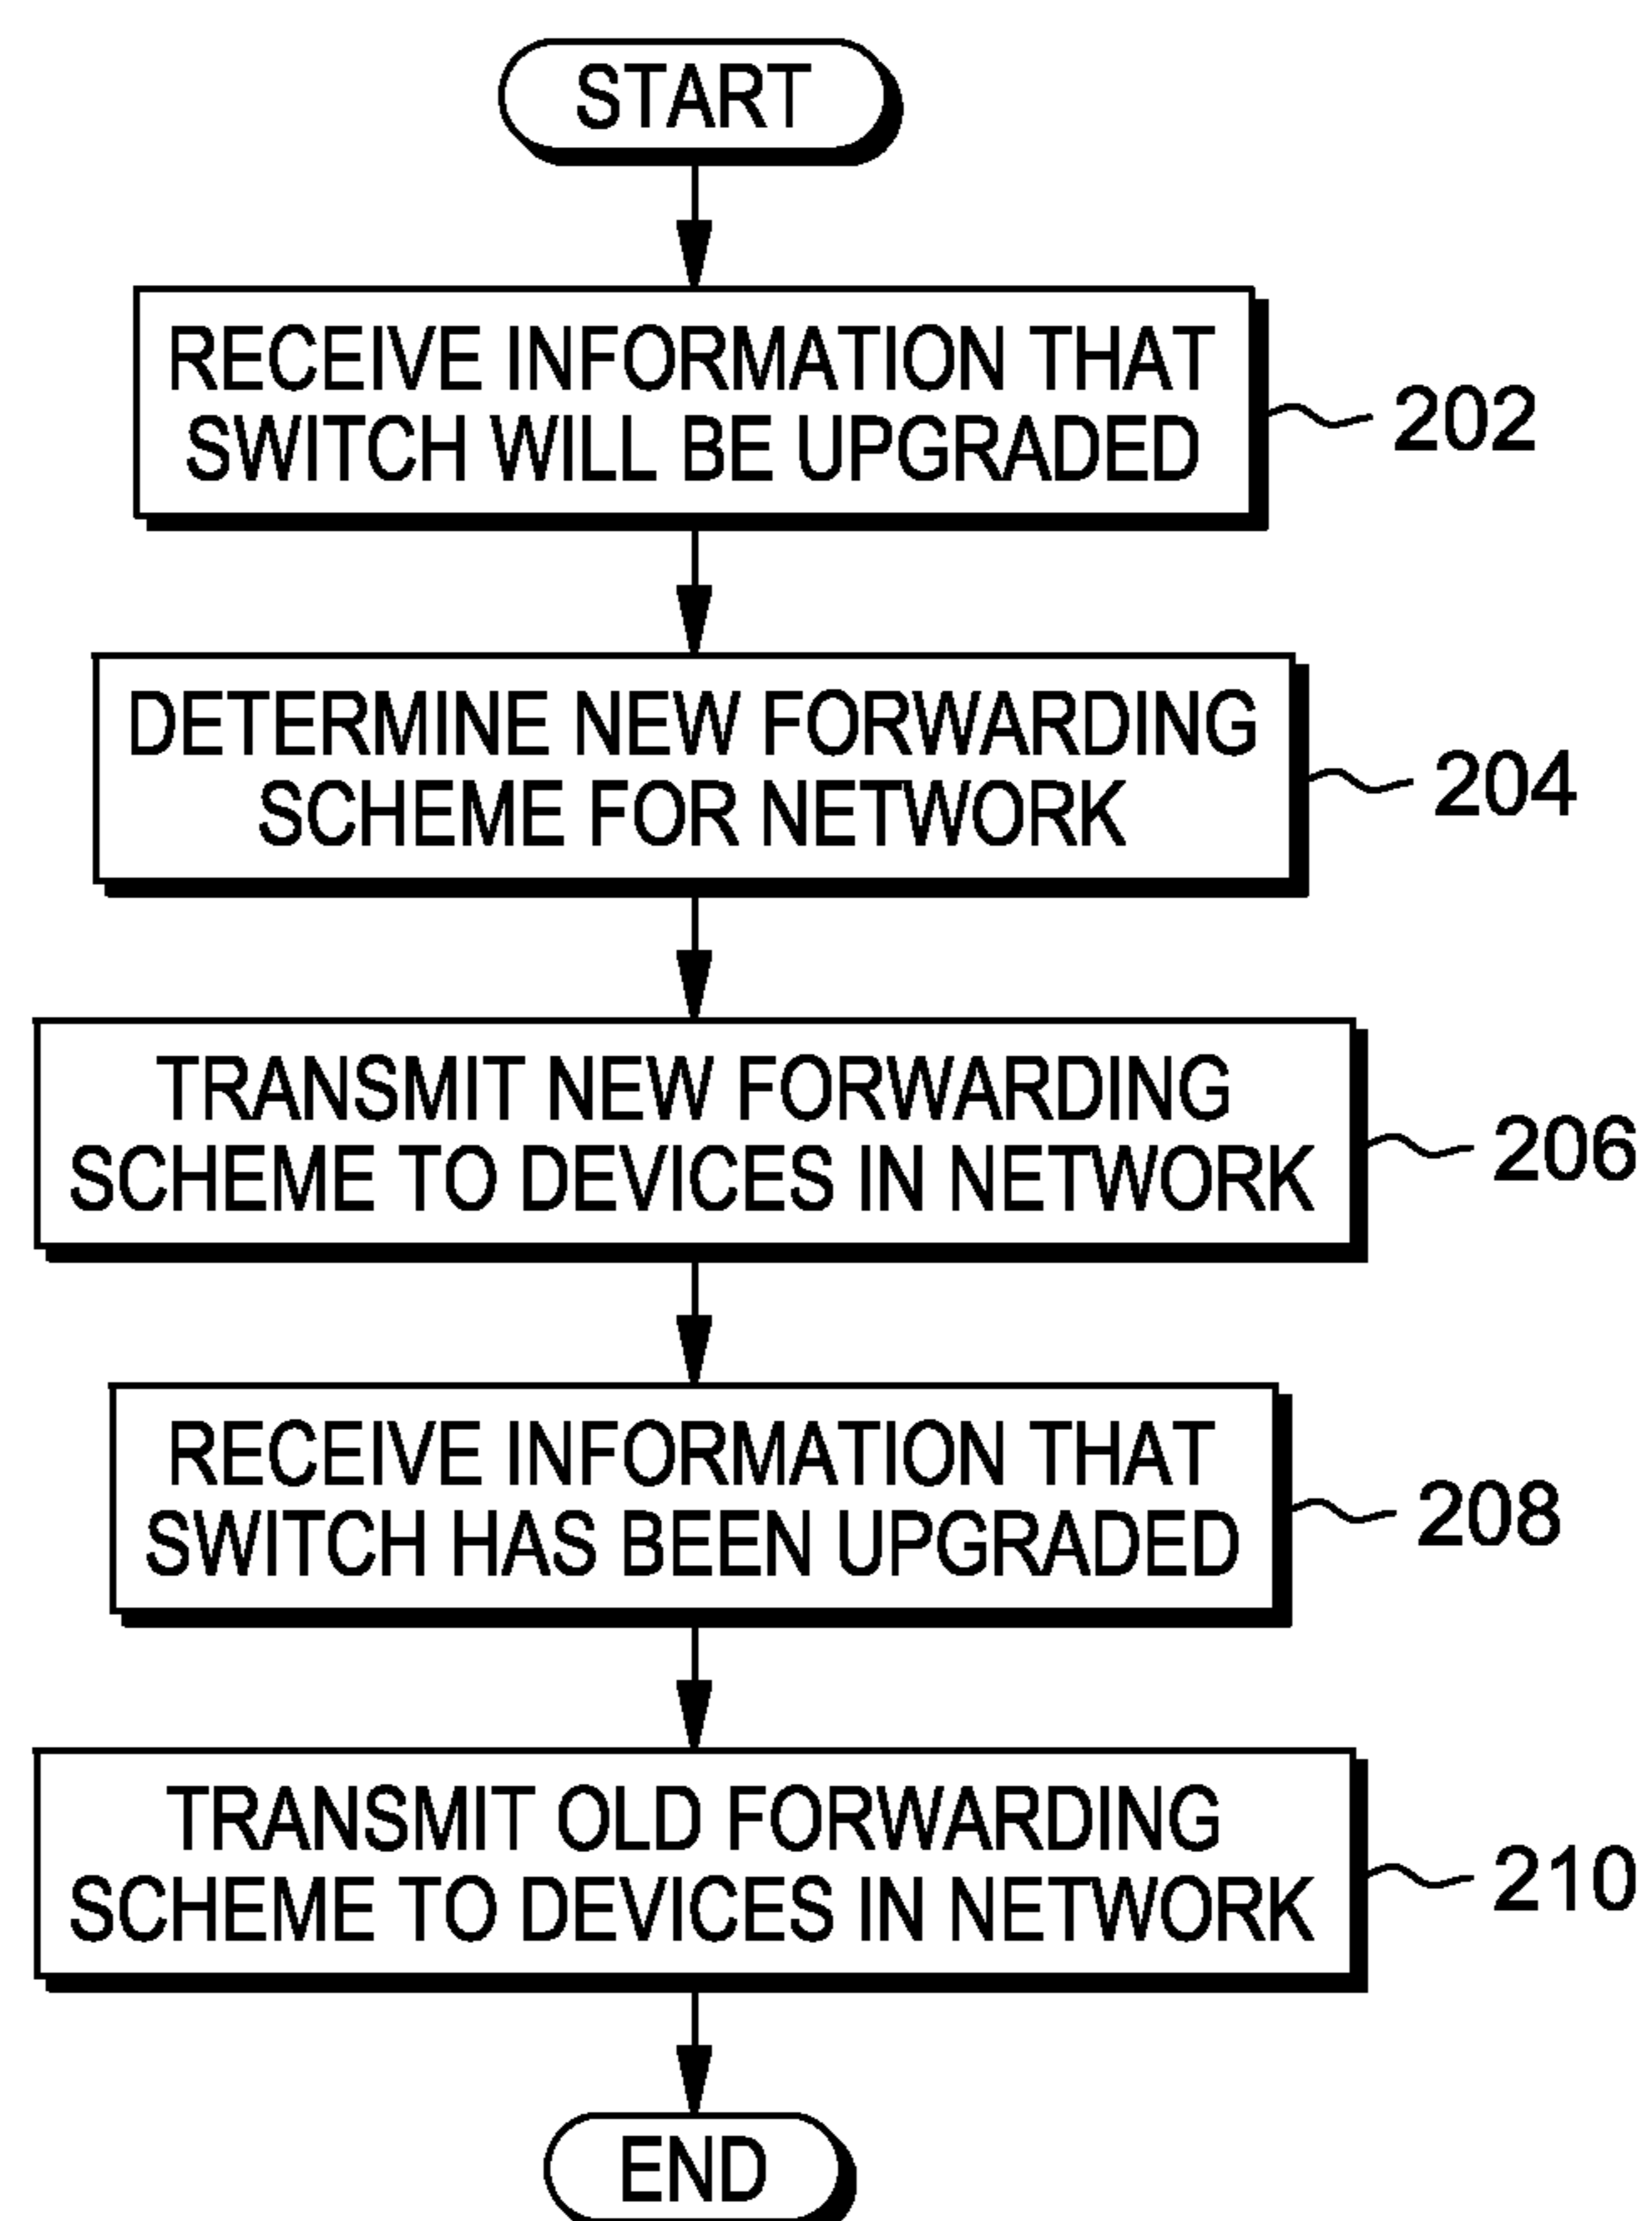 START
RECEIVE INFORMATION THAT
SWITCH WILL BE UPGRADED
202
DETERMINE NEW FORWARDING
SCHEME FOR NETWORK
204
TRANSMIT NEW FORWARDING
SCHEME TO DEVICES IN NETWORK
206
RECEIVE INFORMATION THAT
SWITCH HAS BEEN UPGRADED
208
TRANSMIT OLD FORWARDING
SCHEME TO DEVICES IN NETWORK
210
END